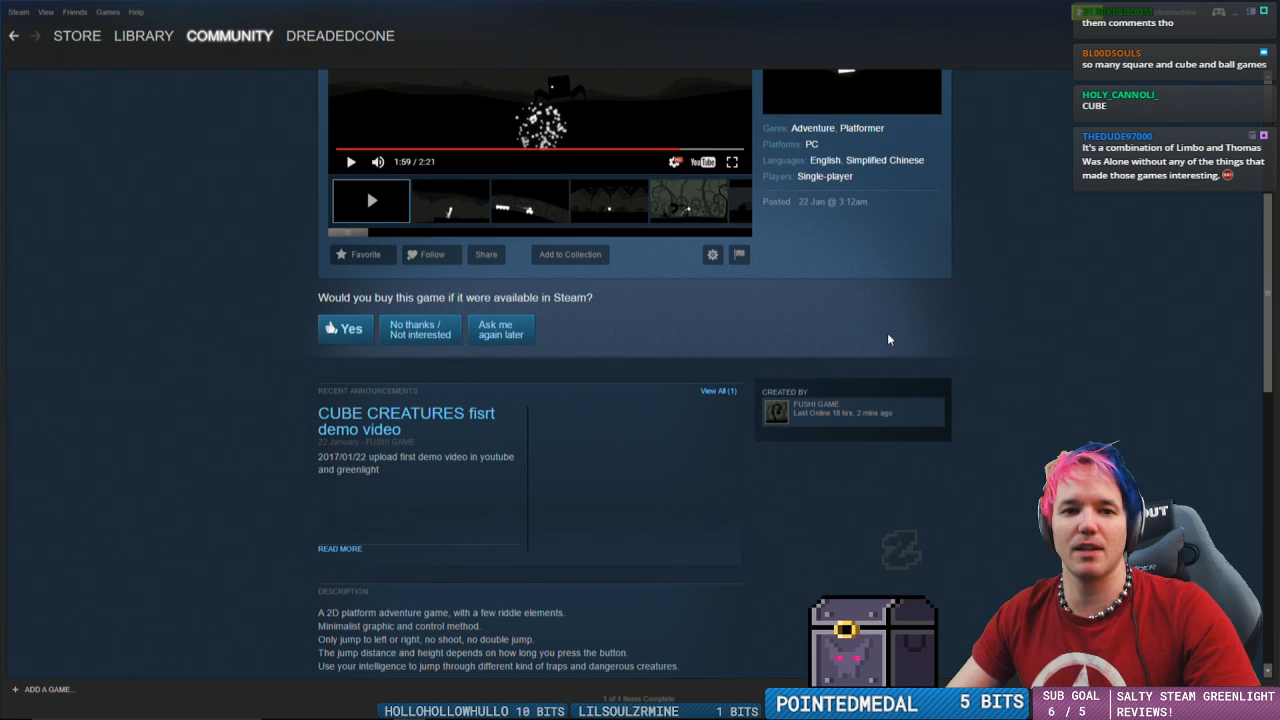 Steam View Friends Games Help
STORE LIBRARY COMMUNITY DREADEDCONE
them comments tho
BL00DSOULS
so many square and cube and ball games
HOLY_CANNOLI_
CUBE
THEDUDE97000
It's a combination of Limbo and Thomas
Was Alone without any of the things that
made those games interesting.
1:59 / 2:21
YouTube
Genre: Adventure, Platformer
Platforms: PC
Languages: English, Simplified Chinese
Players: Single-player
Posted 22 Jan @ 3:12am
Favorite Follow Share Add to Collection
Would you buy this game if it were available in Steam?
Yes
No thanks /
Not interested
Ask me
again later
RECENT ANNOUNCEMENTS View All (1)
CUBE CREATURES fisrt
demo video
22 January - FUSHI GAME
2017/01/22 upload first demo video in youtube
and greenlight
READ MORE
CREATED BY
FUSHI GAME
Last Online 18 hrs, 2 mins ago
DESCRIPTION
A 2D platform adventure game, with a few riddle elements.
Minimalist graphic and control method.
Only jump to left or right, no shoot, no double jump.
The jump distance and height depends on how long you press the button.
Use your intelligence to jump through different kind of traps and dangerous creatures.
+ ADD A GAME...
1 of 1 Items Complete
HOLLOHOLLOWHULLO 10 BITS LILSOULZRMINE 1 BITS
POINTEDMEDAL 5 BITS
SUB GOAL
6 / 5
SALTY STEAM GREENLIGHT
REVIEWS!